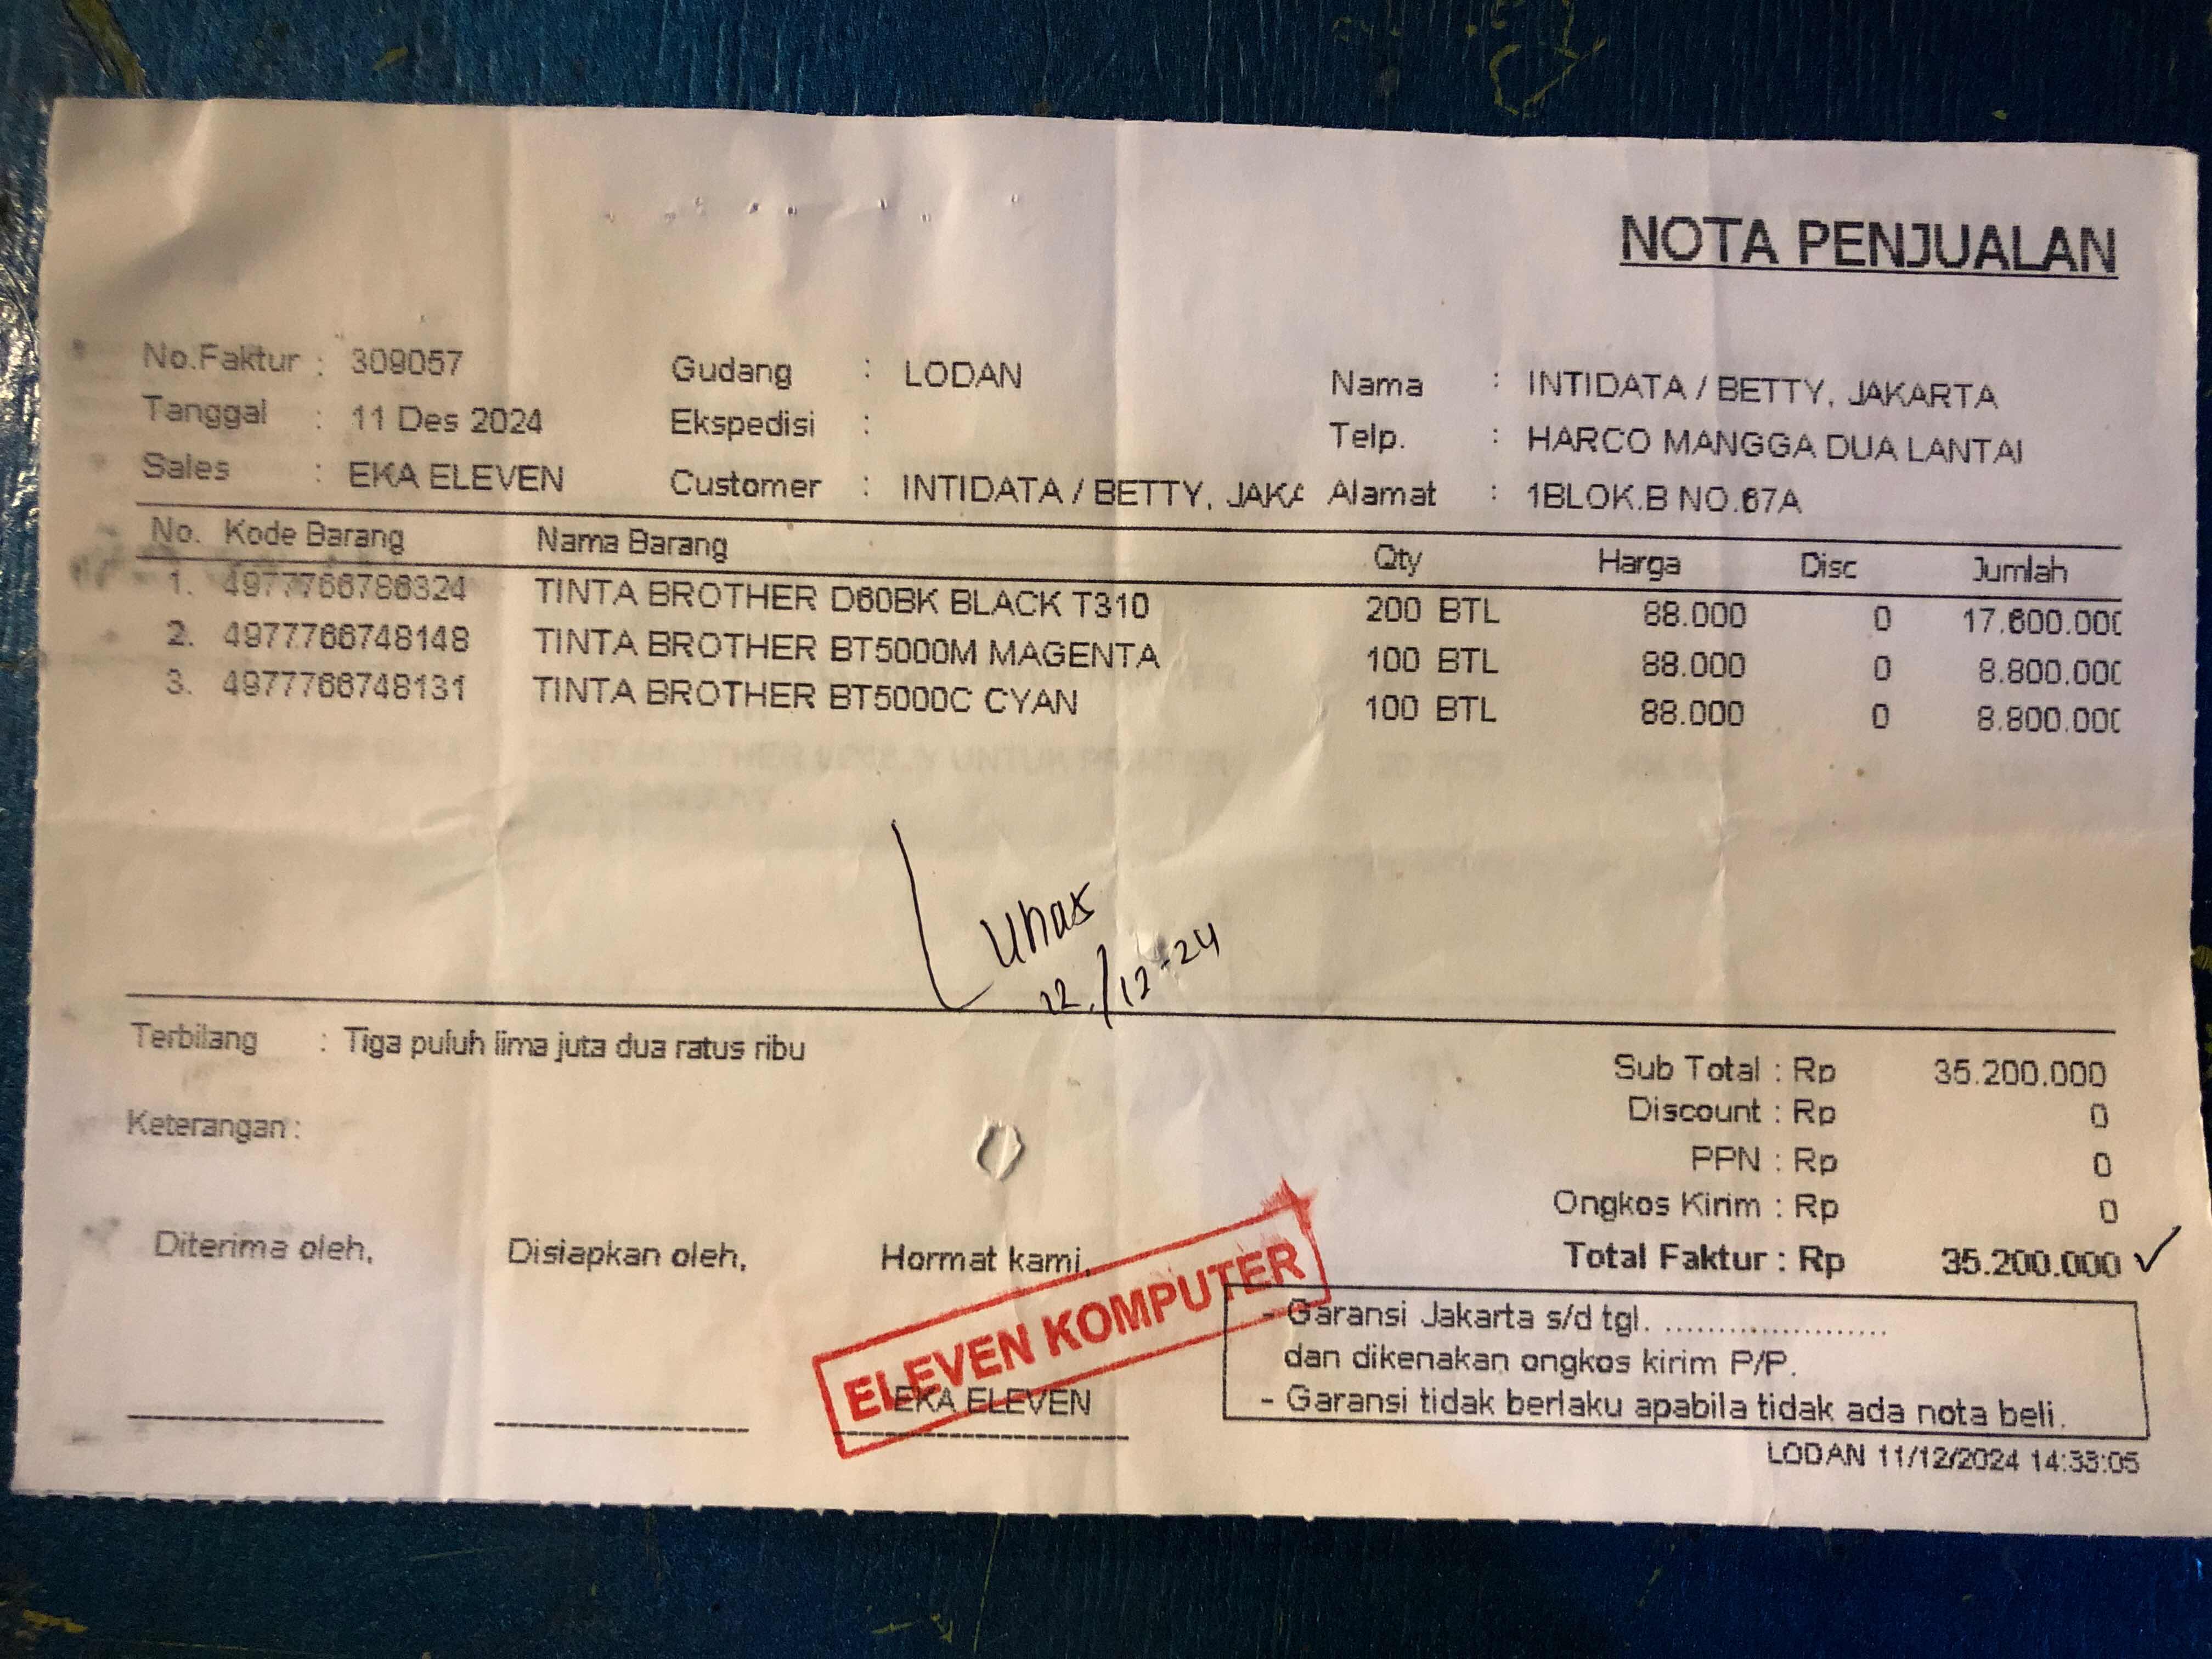 NOTA PENJUALAN
No.Faktur : 309057 Gudang : LODAN Nama : INTIDATA / BETTY, JAKARTA
Tanggal : 11 Des 2024 Ekspedisi : Telp. : HARCO MANGGA DUA LANTAI
Sales : EKA ELEVEN Customer : INTIDATA / BETTY, JAKA Alamat : 1BLOK.B NO.67A
No. Kode Barang Nama Barang Qty Harga Disc Jumlah
1. 4977766786324 TINTA BROTHER D60BK BLACK T310 200 BTL 88.000 0 17.600.000
2. 4977766748148 TINTA BROTHER BT5000M MAGENTA 100 BTL 88.000 0 8.800.000
3. 4977766748131 TINTA BROTHER BT5000C CYAN 100 BTL 88.000 0 8.800.000
Lunas
12/12-24
Terbilang : Tiga puluh lima juta dua ratus ribu
Sub Total : Rp 35.200.000
Discount : Rp 0
Keterangan :
PPN : Rp 0
Ongkos Kirim : Rp 0
Total Faktur : Rp 35.200.000 ✓
Diterima oleh, Disiapkan oleh, Hormat kami,
ELEVEN KOMPUTER
EKA ELEVEN
- Garansi Jakarta s/d tgl. .....................
dan dikenakan ongkos kirim P/P.
- Garansi tidak berlaku apabila tidak ada nota beli.
LODAN 11/12/2024 14:33:05